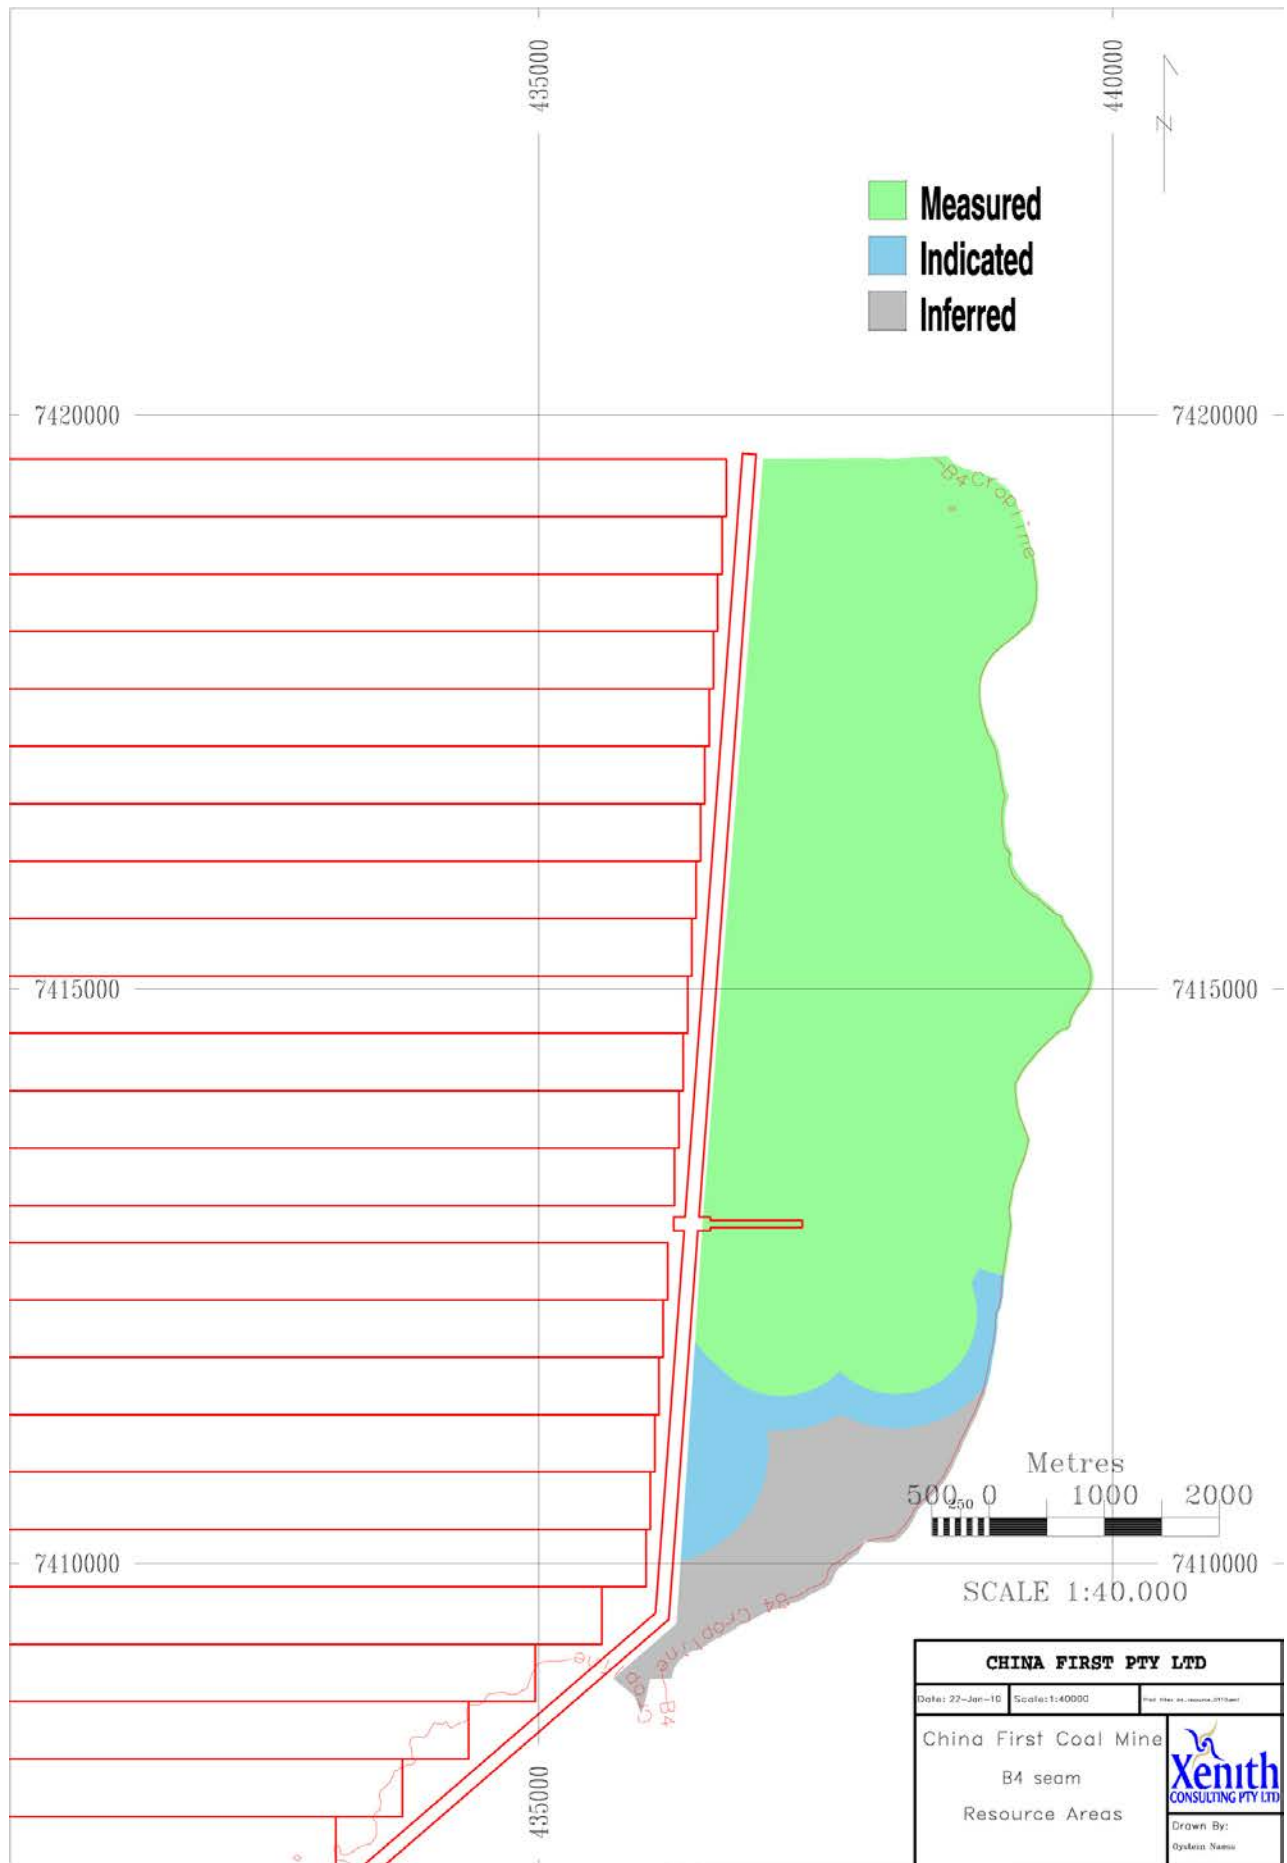 435000
440000
N
Measured
Indicated
Inferred
7420000
7420000
B4 Cropline
7415000
7415000
Metres
500 250 0 1000 2000
7410000
7410000
SCALE 1:40,000
B4 Cropline
B4 Cropline
435000
CHINA FIRST PTY LTD
Date: 22-Jan-10
Scale:1:40000
China First Coal Mine
B4 seam
Resource Areas
Xenith
CONSULTING PTY LTD
Drawn By: